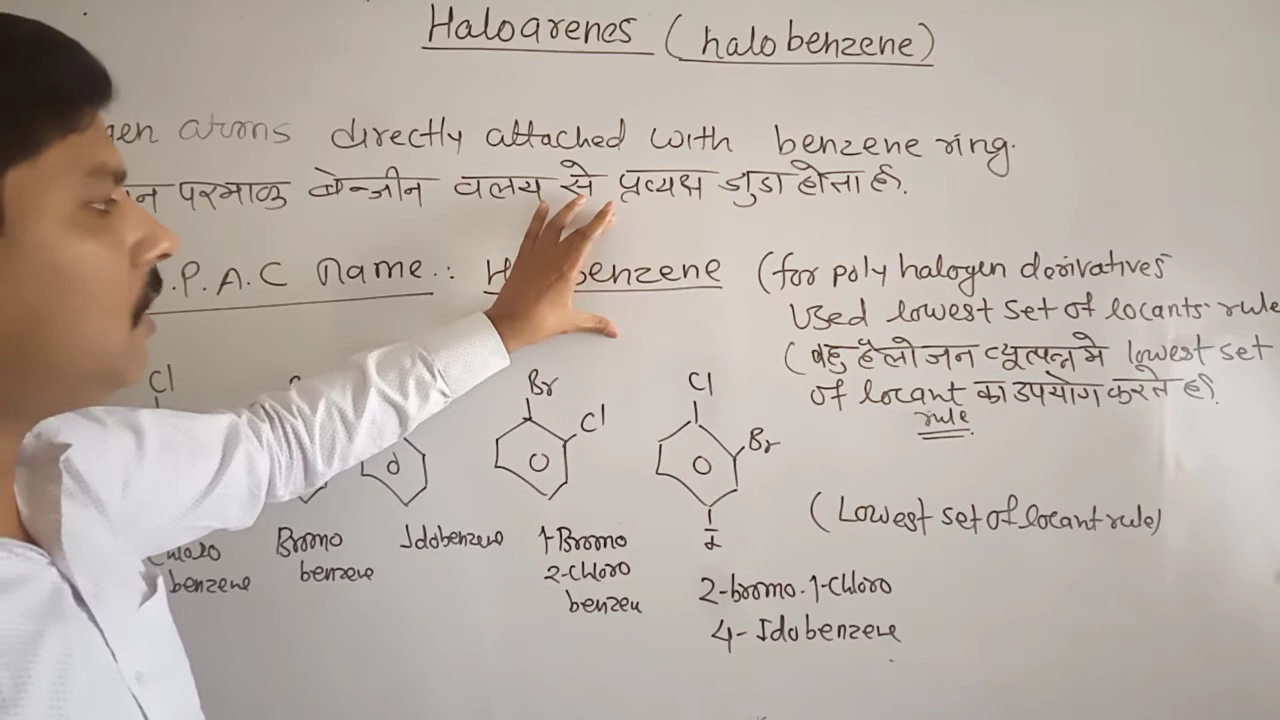 Haloarenes (halobenzene)
gen atoms directly attached with benzene ring.
न परमाणु बेन्जीन वलय से प्रत्यक्ष जुडा होता है.
.P.A.C Name.: H benzene (for poly halogen derivatives
Used lowest set of locants rule
(बहु हैलोजन व्यूत्पन्न मे lowest set
of locant का उपयोग करते है.
rule
Cl
Br
Cl
Cl
Br
I
(Lowest set of locant rule)
Chloro
benzene
Bromo
benzene
Idobenzene
1-Bromo
2-Chloro
benzen
2-bromo.1-Chloro
4-Idobenzene